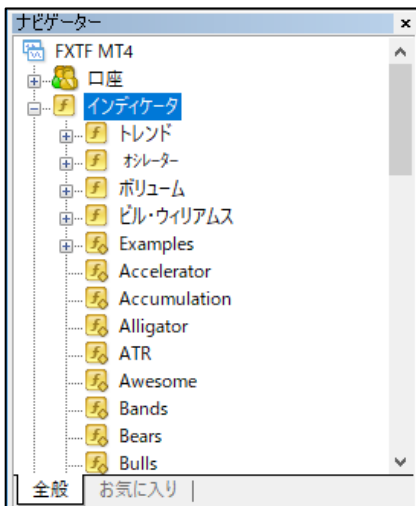 ナビゲーター
FXTF MT4
口座
インディケータ
トレンド
オシレーター
ボリューム
ビル・ウィリアムス
Examples
Accelerator
Accumulation
Alligator
ATR
Awesome
Bands
Bears
Bulls
全般 お気に入り